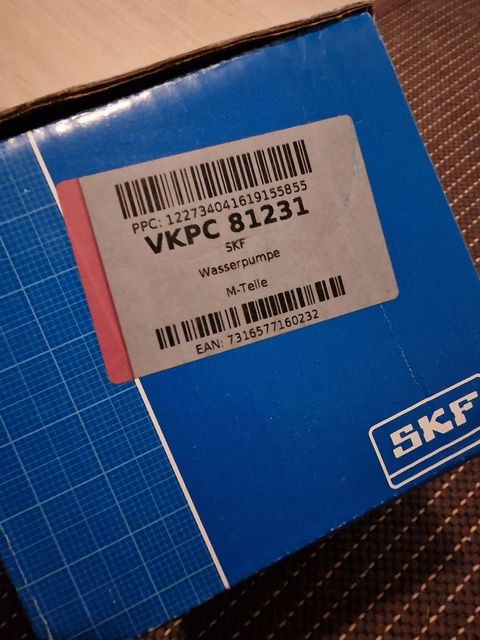 PPC: 122734041619155855
VKPC 81231
SKF
Wasserpumpe
M-Teile
EAN: 7316577160232
SKF